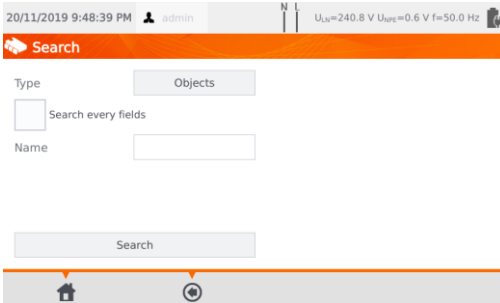 N L
20/11/2019 9:48:39 PM admin ULN=240.8 V UNPE=0.6 V f=50.0 Hz
Search
Type Objects
Search every fields
Name
Search